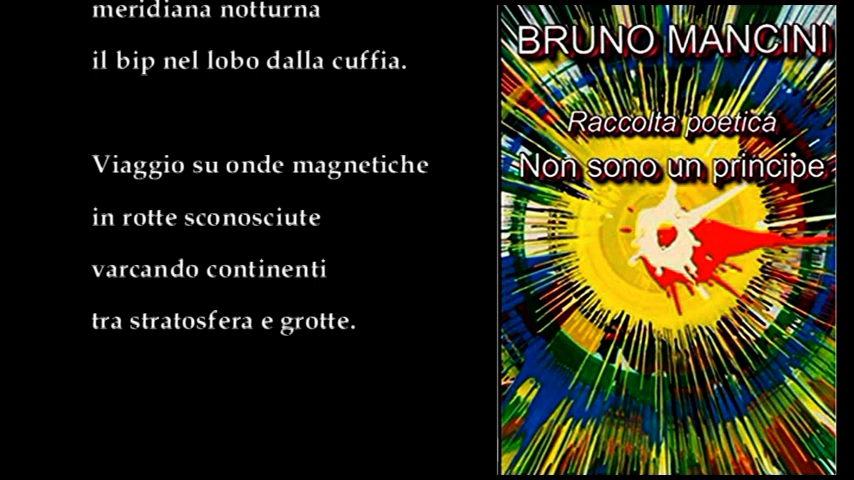 meridiana notturna
il bip nel lobo dalla cuffia.
Viaggio su onde magnetiche
in rotte sconosciute
varcando continenti
tra stratosfera e grotte.
BRUNO MANCINI
Raccolta poetica
Non sono un principe